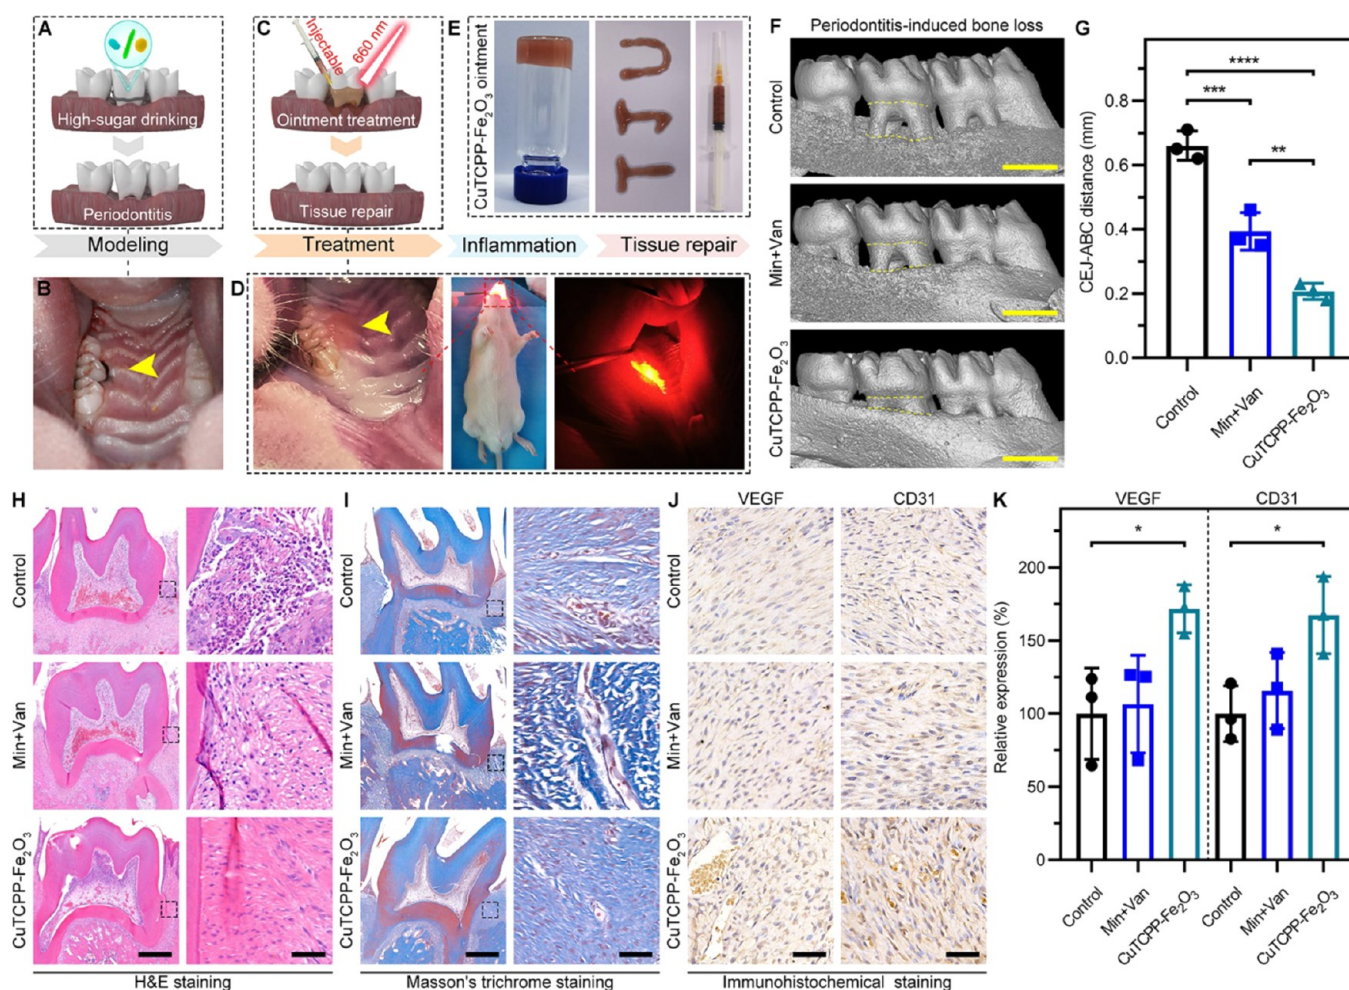 A
High-sugar drinking
Periodontitis
Modeling
B
C
Injectable
660 nm
Ointment treatment
Tissue repair
Treatment
D
E
CuTCPP-Fe₂O₃ ointment
Inflammation
Tissue repair
F
Periodontitis-induced bone loss
Control
Min+Van
CuTCPP-Fe₂O₃
G
****
***
**
CEJ-ABC distance (mm)
0.8
0.6
0.4
0.2
0.0
Control
Min+Van
CuTCPP-Fe₂O₃
H
Control
Min+Van
CuTCPP-Fe₂O₃
H&E staining
I
Masson's trichrome staining
J
VEGF
CD31
Control
Min+Van
CuTCPP-Fe₂O₃
Immunohistochemical staining
K
VEGF
CD31
*
*
Relative expression (%)
200
150
100
50
0
Control
Min+Van
CuTCPP-Fe₂O₃
Control
Min+Van
CuTCPP-Fe₂O₃
Control
Min+Van
CuTCPP-Fe₂O₃